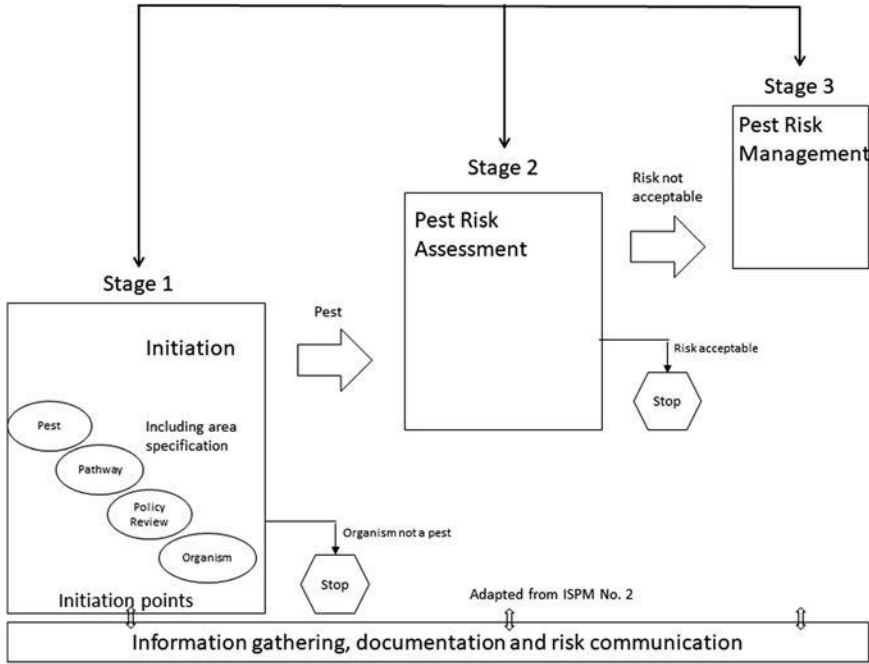 Stage 3
Pest Risk
Management
Stage 2
Risk not
acceptable
Pest Risk
Assessment
Stage 1
Pest
Initiation
Risk acceptable
Stop
Pest
Including area
specification
Pathway
Policy
Review
Organism not a pest
Organism
Stop
Adapted from ISPM No. 2
Initiation points
Information gathering, documentation and risk communication